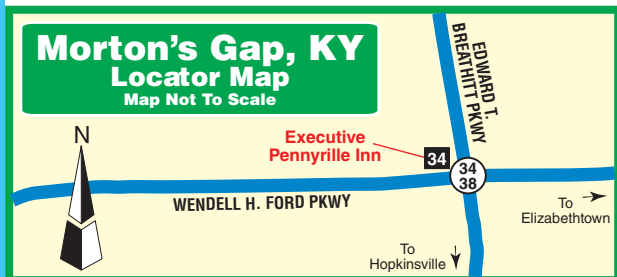 Morton's Gap, KY
Locator Map
Map Not To Scale
EDWARD T.
BREATHITT PKWY
N
Executive
Pennyrille Inn
34
34
38
WENDELL H. FORD PKWY
To
Elizabethtown
To
Hopkinsville